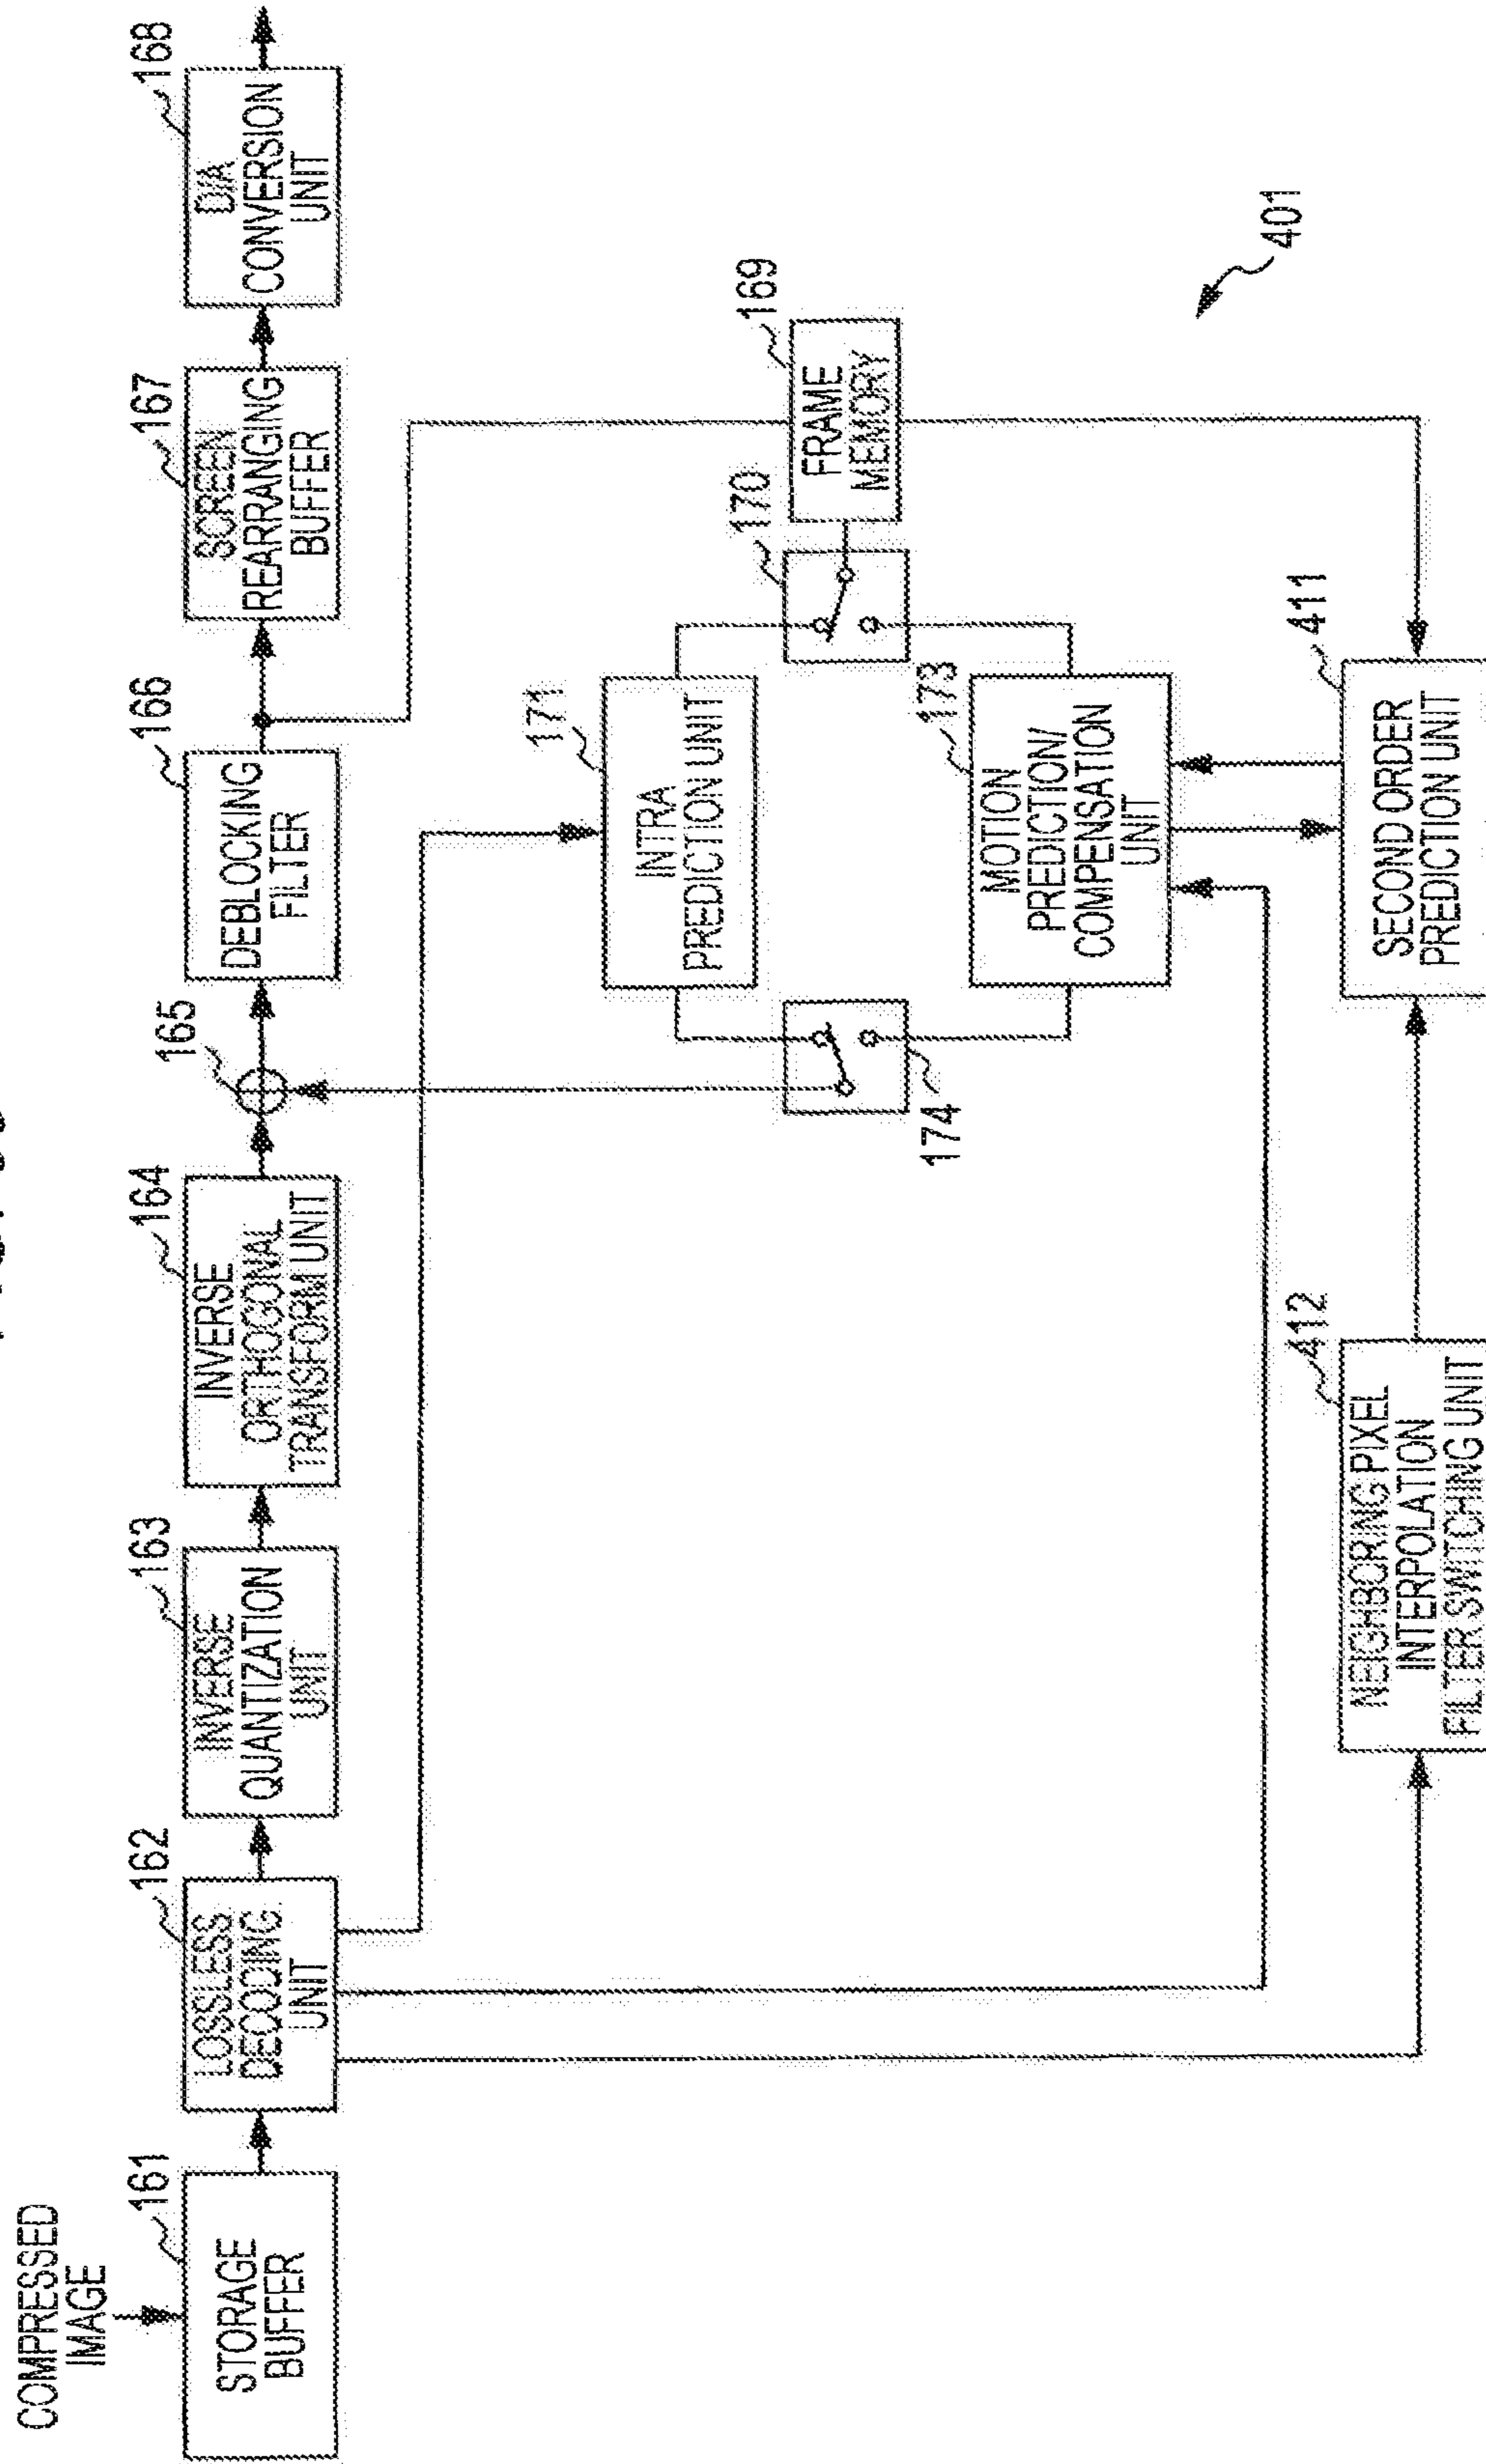 COMPRESSED
IMAGE
161
STORAGE
BUFFER
162
LOSSLESS
DECODING
UNIT
163
INVERSE
QUANTIZATION
UNIT
164
INVERSE
ORTHOGONAL
TRANSFORM UNIT
165
166
DEBLOCKING
FILTER
167
SCREEN
REARRANGING
BUFFER
168
D/A
CONVERSION
UNIT
171
INTRA
PREDICTION UNIT
174
170
169
FRAME
MEMORY
173
MOTION
PREDICTION/
COMPENSATION
UNIT
401
412
NEIGHBORING PIXEL
INTERPOLATION
FILTER SWITCHING UNIT
411
SECOND ORDER
PREDICTION UNIT